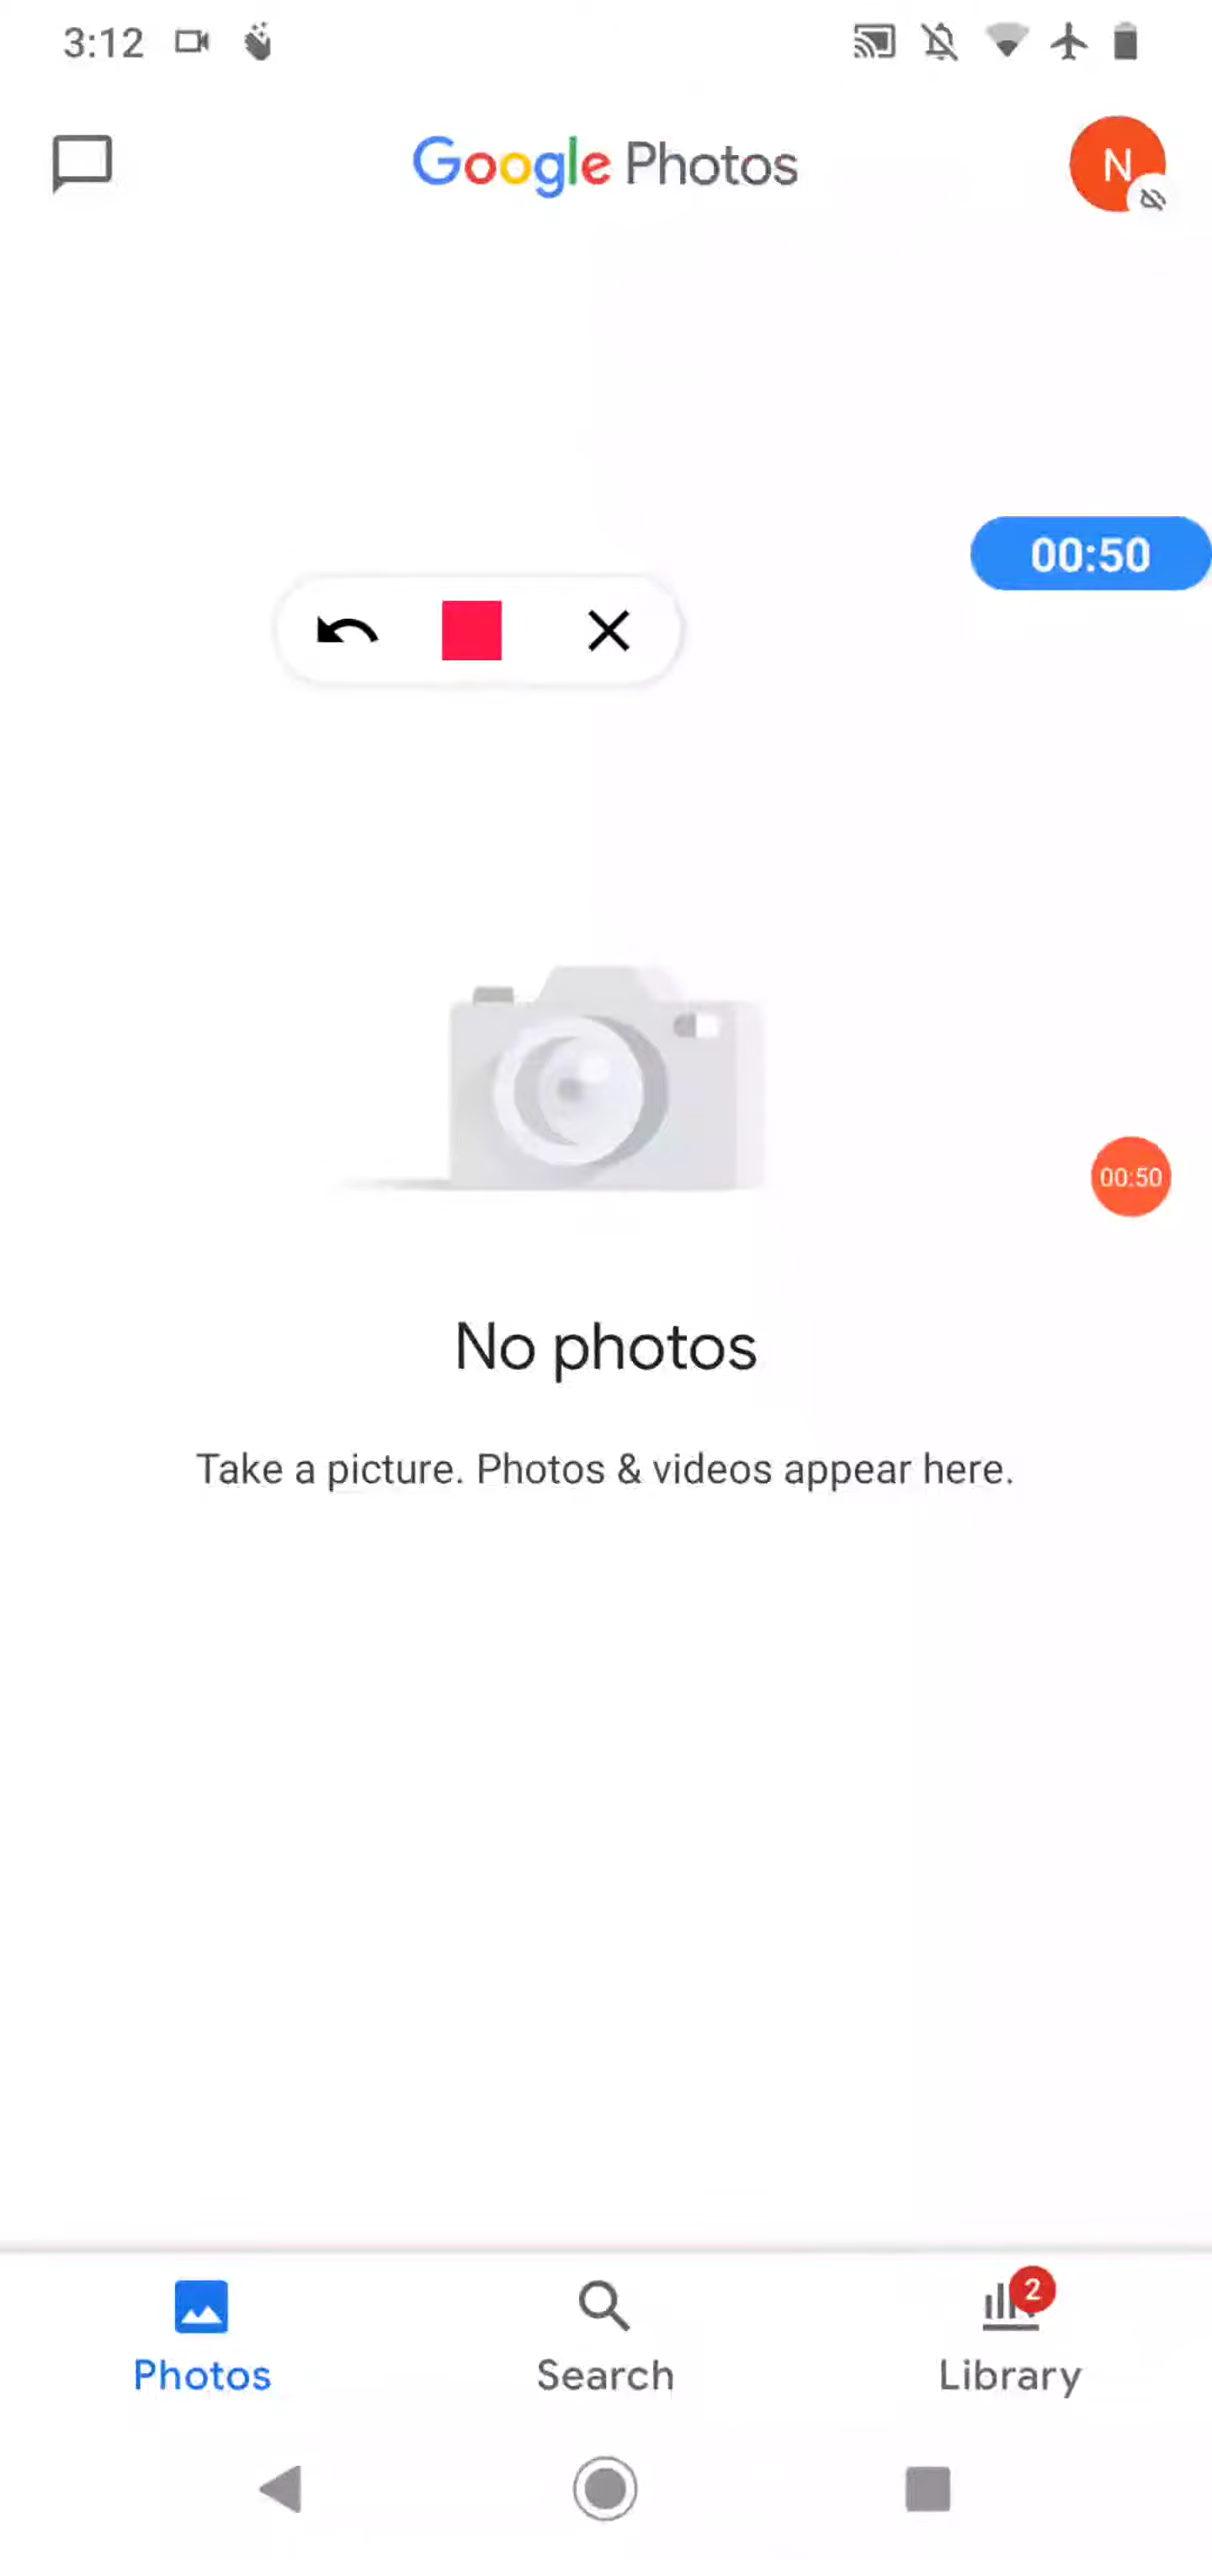 3:12
Google Photos
N
00:50
00:50
No photos
Take a picture. Photos & videos appear here.
2
Photos
Search
Library